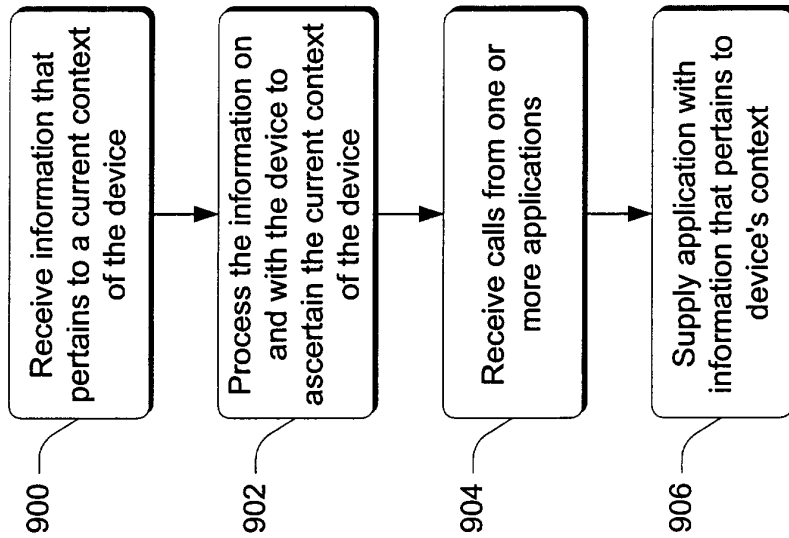 900
Receive information that
pertains to a current context
of the device
902
Process the information on
and with the device to
ascertain the current context
of the device
904
Receive calls from one or
more applications
906
Supply application with
information that pertains to
device's context